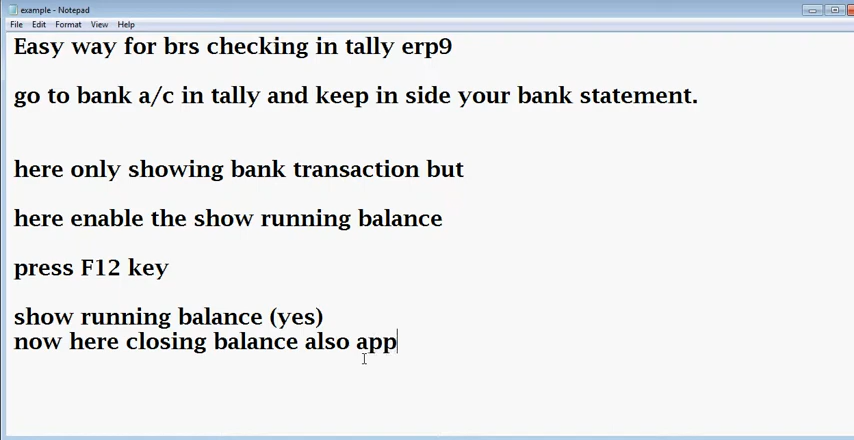 example - Notepad
File Edit Format View Help
Easy way for brs checking in tally erp9
go to bank a/c in tally and keep in side your bank statement.
here only showing bank transaction but
here enable the show running balance
press F12 key
show running balance (yes)
now here closing balance also app